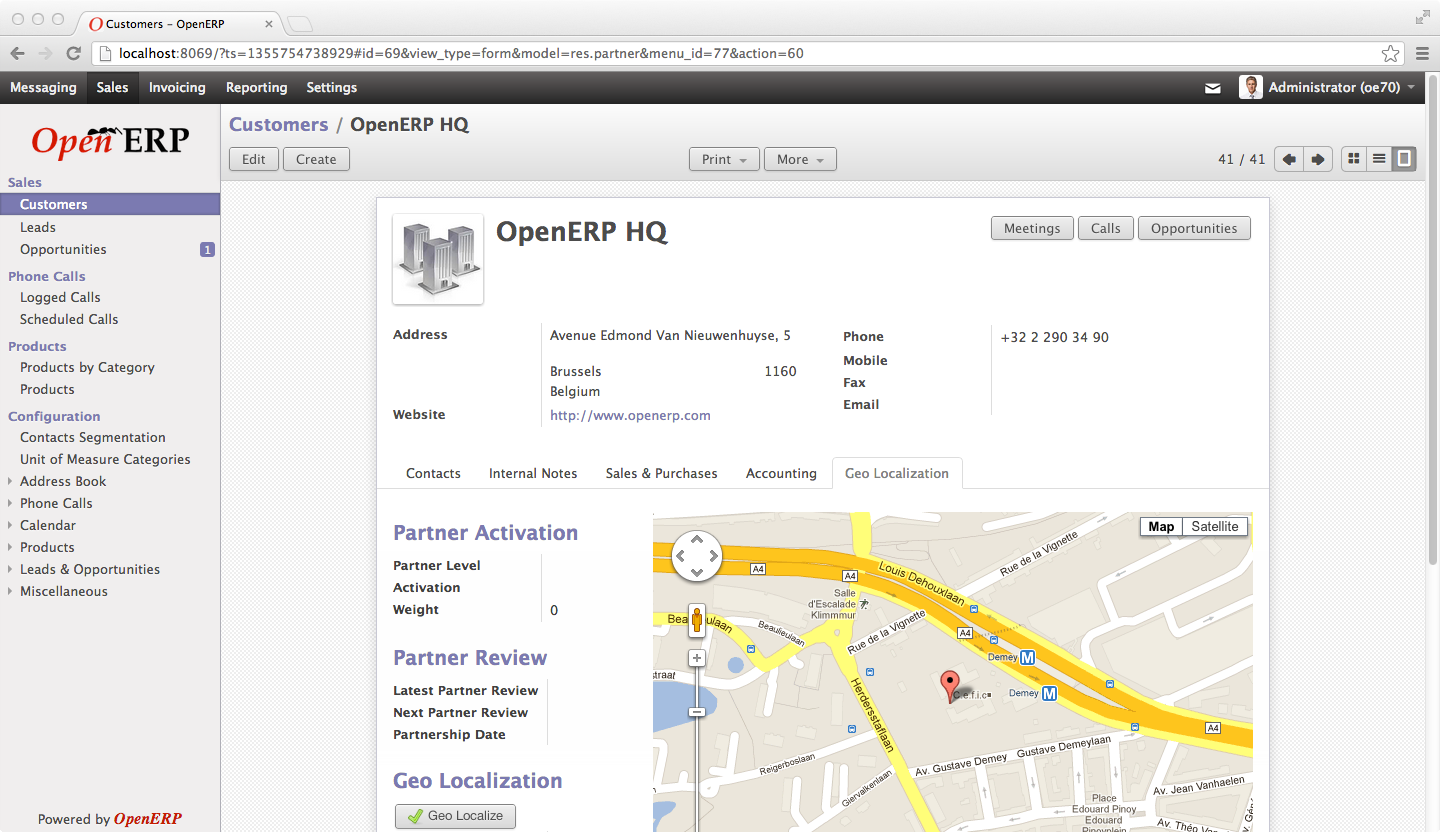 Customers – OpenERP
localhost:8069/?ts=1355754738929#id=69&view_type=form&model=res.partner&menu_id=77&action=60
Messaging Sales Invoicing Reporting Settings Administrator (oe70)
OpenERP
Customers / OpenERP HQ
Edit Create Print More 41 / 41
Sales
Customers
Leads
Opportunities 1
Phone Calls
Logged Calls
Scheduled Calls
Products
Products by Category
Products
Configuration
Contacts Segmentation
Unit of Measure Categories
Address Book
Phone Calls
Calendar
Products
Leads & Opportunities
Miscellaneous
Powered by OpenERP
OpenERP HQ
Meetings Calls Opportunities
Address Avenue Edmond Van Nieuwenhuyse, 5
Brussels 1160
Belgium
Website http://www.openerp.com
Phone +32 2 290 34 90
Mobile
Fax
Email
Contacts Internal Notes Sales & Purchases Accounting Geo Localization
Partner Activation
Partner Level
Activation
Weight 0
Partner Review
Latest Partner Review
Next Partner Review
Partnership Date
Geo Localization
Geo Localize
Map Satellite
A4
A4
Louis Dehouxlaan
Rue de la Vignette
Salle
d'Escalade
Klimmmur
Beaulieulaan
Rue de la Vignette
A4
Demey M
Demey M
C.e.f.i.c
straat
Herdersstaflaan
A4
Reigerboslaan
Giervalkenlaan
Av. Gustave Demey
Gustave Demeylaan
Av. Jean Vanhaelen
Place
Edouard Pinoy
Edouard
Pinoyplein